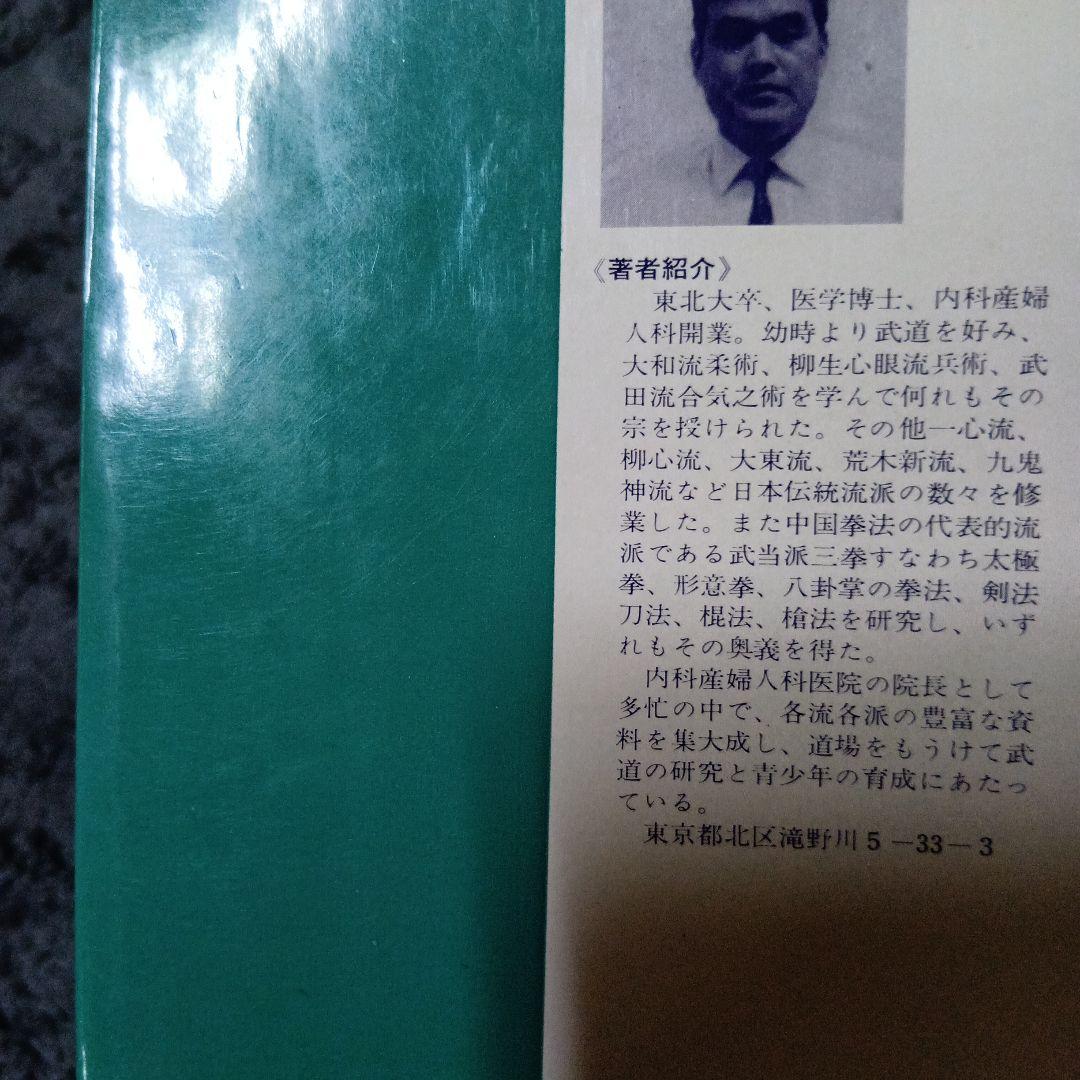 《著者紹介》
東北大卒、医学博士、内科産婦
人科開業。幼時より武道を好み、
大和流柔術、柳生心眼流兵術、武
田流合気之術を学んで何れもその
宗を授けられた。その他一心流、
柳心流、大東流、荒木新流、九鬼
神流など日本伝統流派の数々を修
業した。また中国拳法の代表的流
派である武当派三拳すなわち太極
拳、形意拳、八卦掌の拳法、剣法
刀法、棍法、槍法を研究し、いず
れもその奥義を得た。
内科産婦人科医院の院長として
多忙の中で、各流各派の豊富な資
料を集大成し、道場をもうけて武
道の研究と青少年の育成にあたっ
ている。
東京都北区滝野川5－33－3